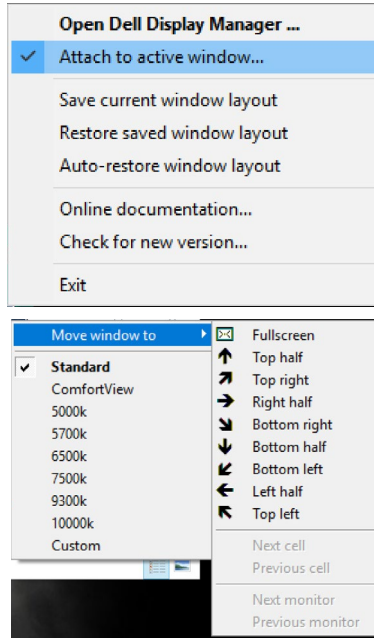 Open Dell Display Manager ...
Attach to active window...
Save current window layout
Restore saved window layout
Auto-restore window layout
Online documentation...
Check for new version...
Exit
Move window to
Standard
ComfortView
5000k
5700k
6500k
7500k
9300k
10000k
Custom
Fullscreen
Top half
Top right
Right half
Bottom right
Bottom half
Bottom left
Left half
Top left
Next cell
Previous cell
Next monitor
Previous monitor